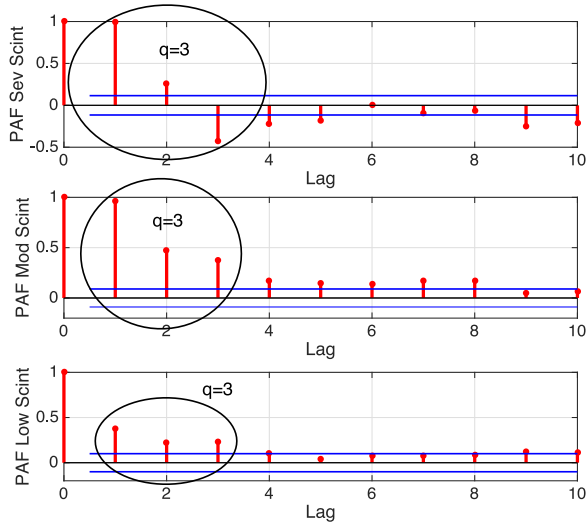 1
q=3
0.5
0
-0.5
PAF Sev Scint
0 2 4 6 8 10
Lag
1
q=3
0.5
0
PAF Mod Scint
0 2 4 6 8 10
Lag
q=3
1
0.5
0
PAF Low Scint
0 2 4 6 8 10
Lag